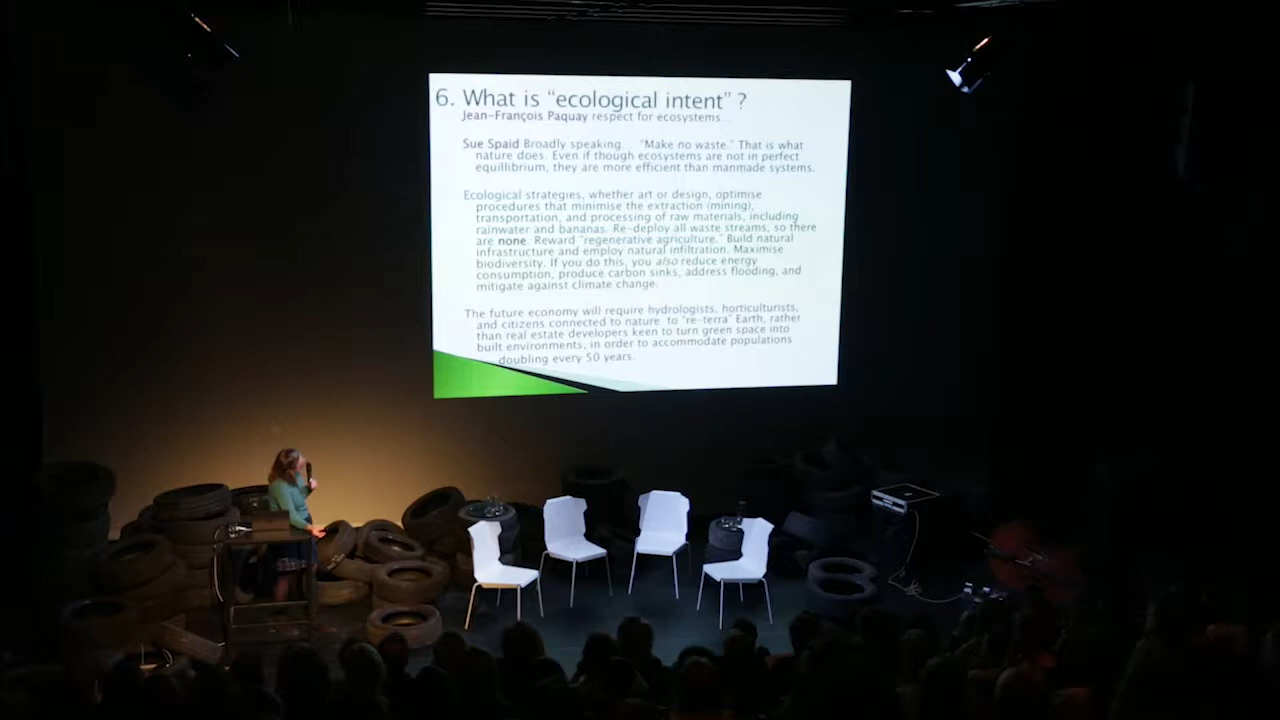 6. What is “ecological intent” ?
Jean-François Paquay respect for ecosystems...
Sue Spaid Broadly speaking. . “Make no waste.” That is what
nature does. Even if though ecosystems are not in perfect
equillibrium, they are more efficient than manmade systems.
Ecological strategies, whether art or design, optimise
procedures that minimise the extraction (mining),
transportation, and processing of raw materials, including
rainwater and bananas. Re-deploy all waste streams, so there
are none. Reward “regenerative agriculture.” Build natural
infrastructure and employ natural infiltration. Maximise
biodiversity. If you do this, you also reduce energy
consumption, produce carbon sinks, address flooding, and
mitigate against climate change.
The future economy will require hydrologists, horticulturists,
and citizens connected to nature to “re-terra” Earth, rather
than real estate developers keen to turn green space into
built environments, in order to accommodate populations
doubling every 50 years.